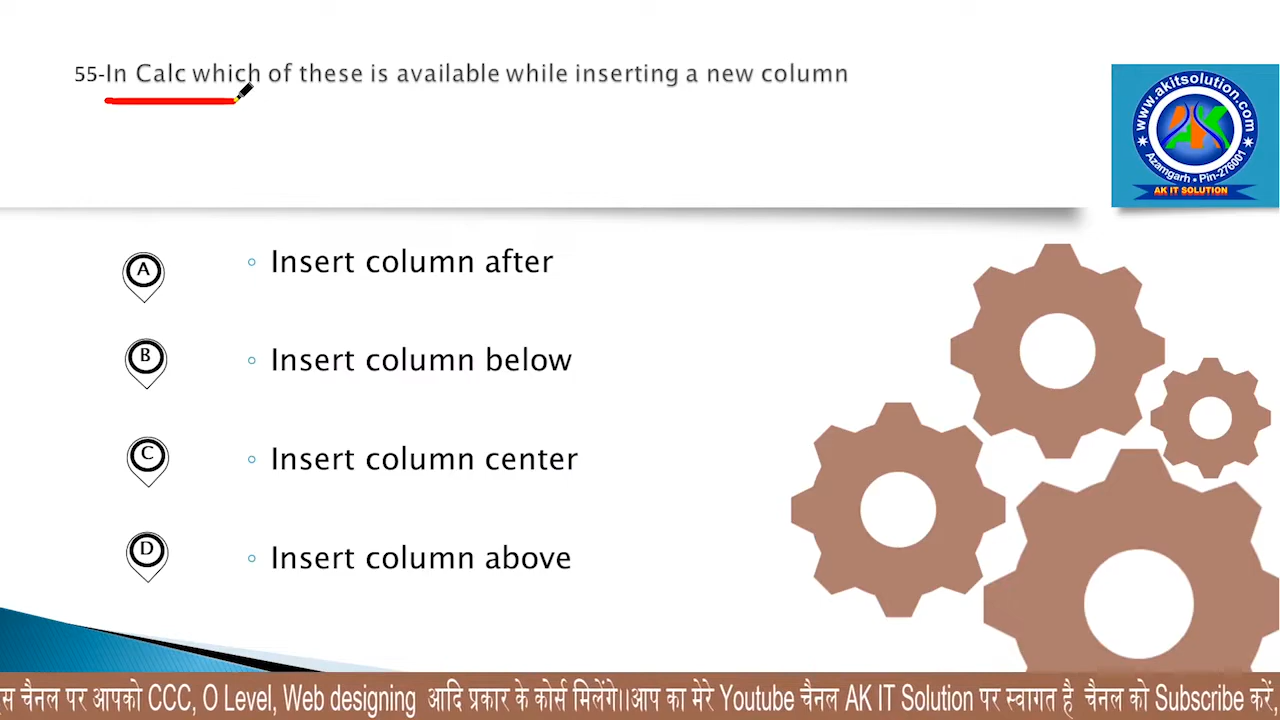 55-In Calc which of these is available while inserting a new column
www.akitsolution.com
AK
Azamgarh • Pin-276001
AK IT SOLUTION
A
Insert column after
B
Insert column below
C
Insert column center
D
Insert column above
स चैनल पर आपको CCC, O Level, Web designing आदि प्रकार के कोर्स मिलेंगे।।आप का मेरे Youtube चैनल AK IT Solution पर स्वागत है चैनल को Subscribe करें,